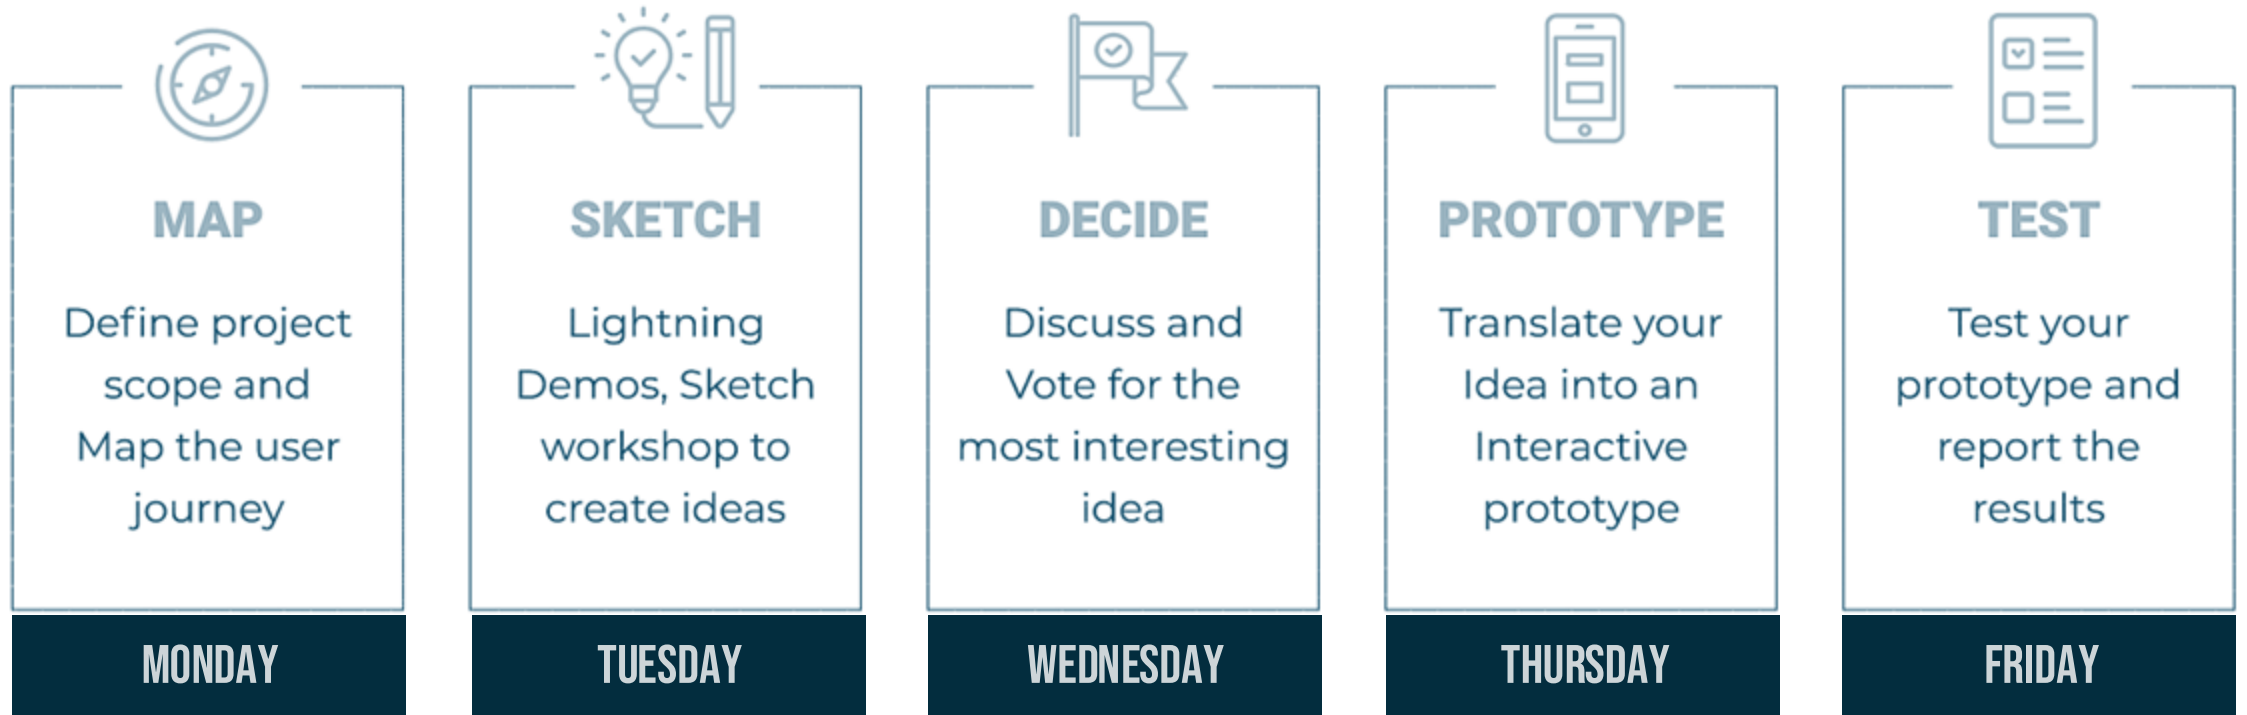 MAP
Define project
scope and
Map the user
journey
MONDAY
SKETCH
Lightning
Demos, Sketch
workshop to
create ideas
TUESDAY
DECIDE
Discuss and
Vote for the
most interesting
idea
WEDNESDAY
PROTOTYPE
Translate your
Idea into an
Interactive
prototype
THURSDAY
TEST
Test your
prototype and
report the
results
FRIDAY